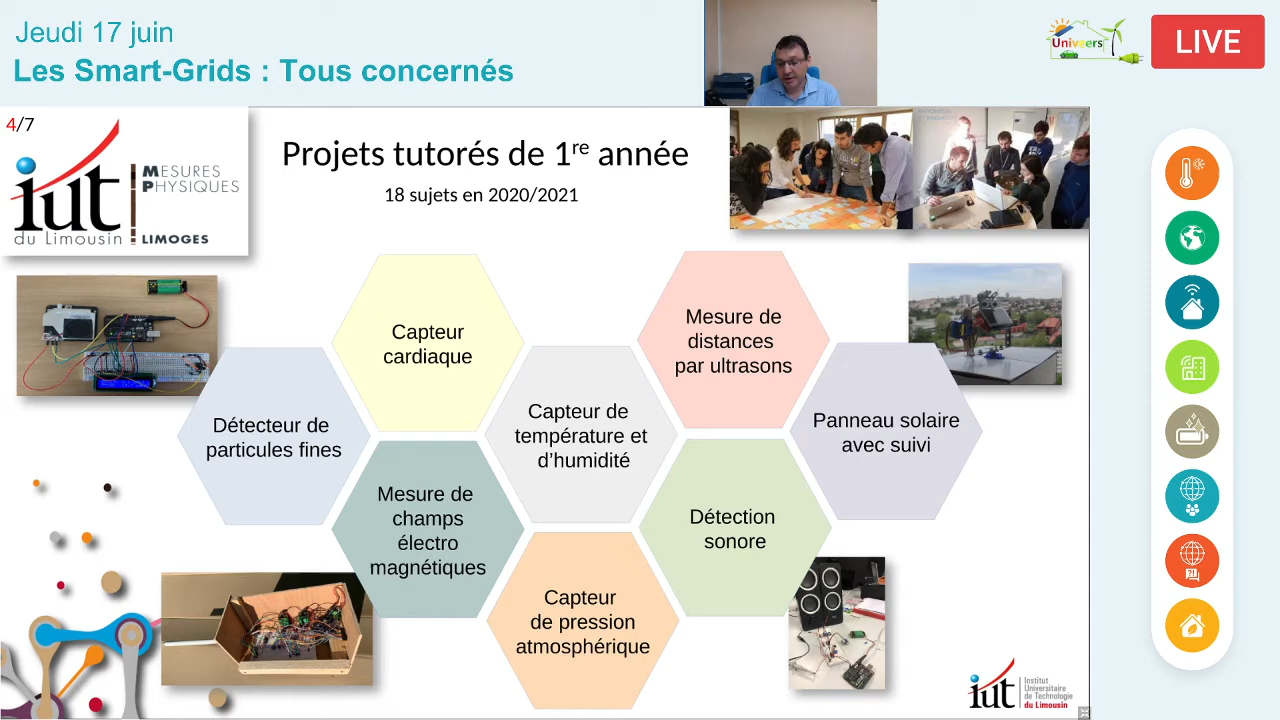 Jeudi 17 juin
Les Smart-Grids : Tous concernés
Univeers
LIVE
4/7
iut
du Limousin
MESURES
PHYSIQUES
LIMOGES
Projets tutorés de 1re année
18 sujets en 2020/2021
Capteur
cardiaque
Mesure de
distances
par ultrasons
Détecteur de
particules fines
Capteur de
température et
d'humidité
Panneau solaire
avec suivi
Mesure de
champs
électro
magnétiques
Détection
sonore
Capteur
de pression
atmosphérique
?!
iut
Institut
Universitaire
de Technologie
du Limousin